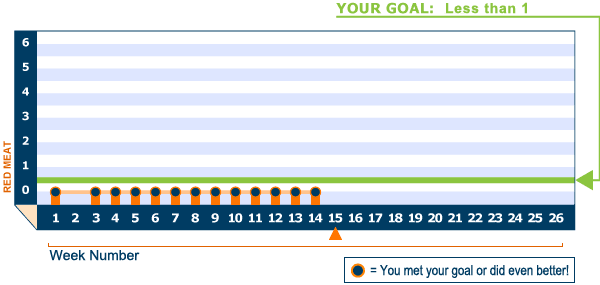 YOUR GOAL: Less than 1
6
5
4
3
2
1
0
RED MEAT
1 2 3 4 5 6 7 8 9 10 11 12 13 14 15 16 17 18 19 20 21 22 23 24 25 26
Week Number
= You met your goal or did even better!